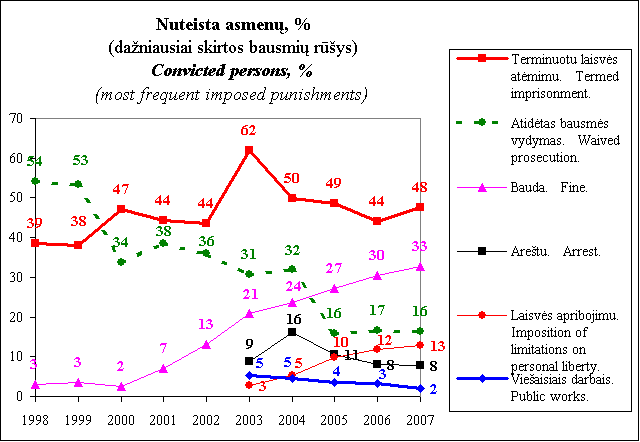 Nuteista asmenų, %
(dažniausiai skirtos bausmių rūšys)
Convicted persons, %
(most frequent imposed punishments)
Terminuotu laisvės
atėmimu. Termed
imprisonment.
Atidėtas bausmės
vydymas. Waived
prosecution.
Bauda. Fine.
Areštu. Arrest.
Laisvės apribojimu.
Imposition of
limitations on
personal liberty.
Viešaisiais darbais.
Public works.
70
60
50
40
30
20
10
0
39 38 47 44 44 62 50 49 44 48
54 53 34 38 36 31 32 16 17 16
3 3 2 7 13 21 24 27 30 33
9 16 11 8 8
3 5 10 12 13
5 5 4 3 2
1998 1999 2000 2001 2002 2003 2004 2005 2006 2007